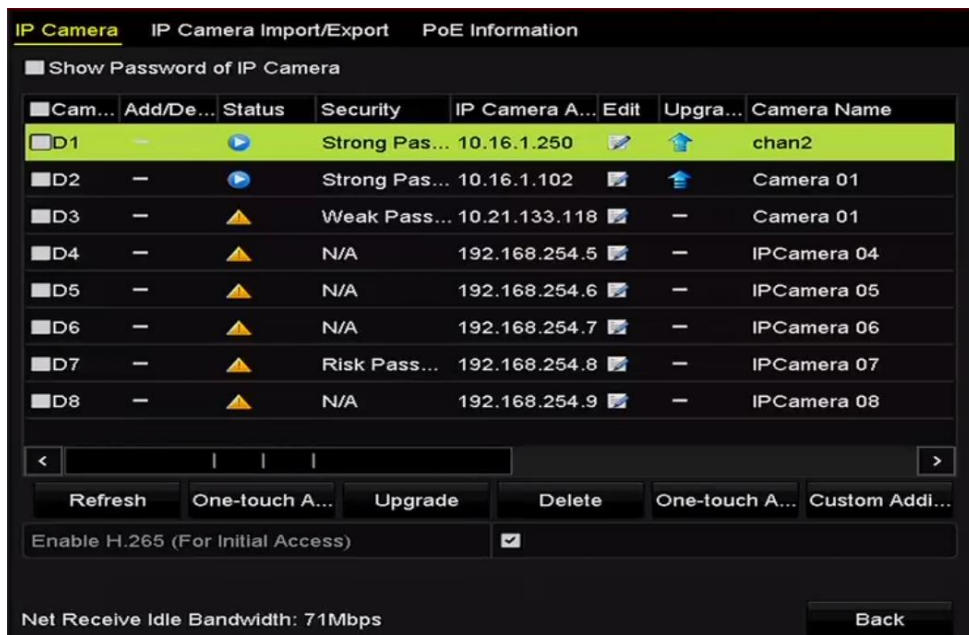 IP Camera IP Camera Import/Export PoE Information
Show Password of IP Camera
Cam... Add/De... Status Security IP Camera A... Edit Upgra... Camera Name
D1 – Strong Pas... 10.16.1.250 chan2
D2 – Strong Pas... 10.16.1.102 Camera 01
D3 – Weak Pass... 10.21.133.118 – Camera 01
D4 – N/A 192.168.254.5 – IPCamera 04
D5 – N/A 192.168.254.6 – IPCamera 05
D6 – N/A 192.168.254.7 – IPCamera 06
D7 – Risk Pass... 192.168.254.8 – IPCamera 07
D8 – N/A 192.168.254.9 – IPCamera 08
< >
Refresh One-touch A... Upgrade Delete One-touch A... Custom Addi...
Enable H.265 (For Initial Access)
Net Receive Idle Bandwidth: 71Mbps Back